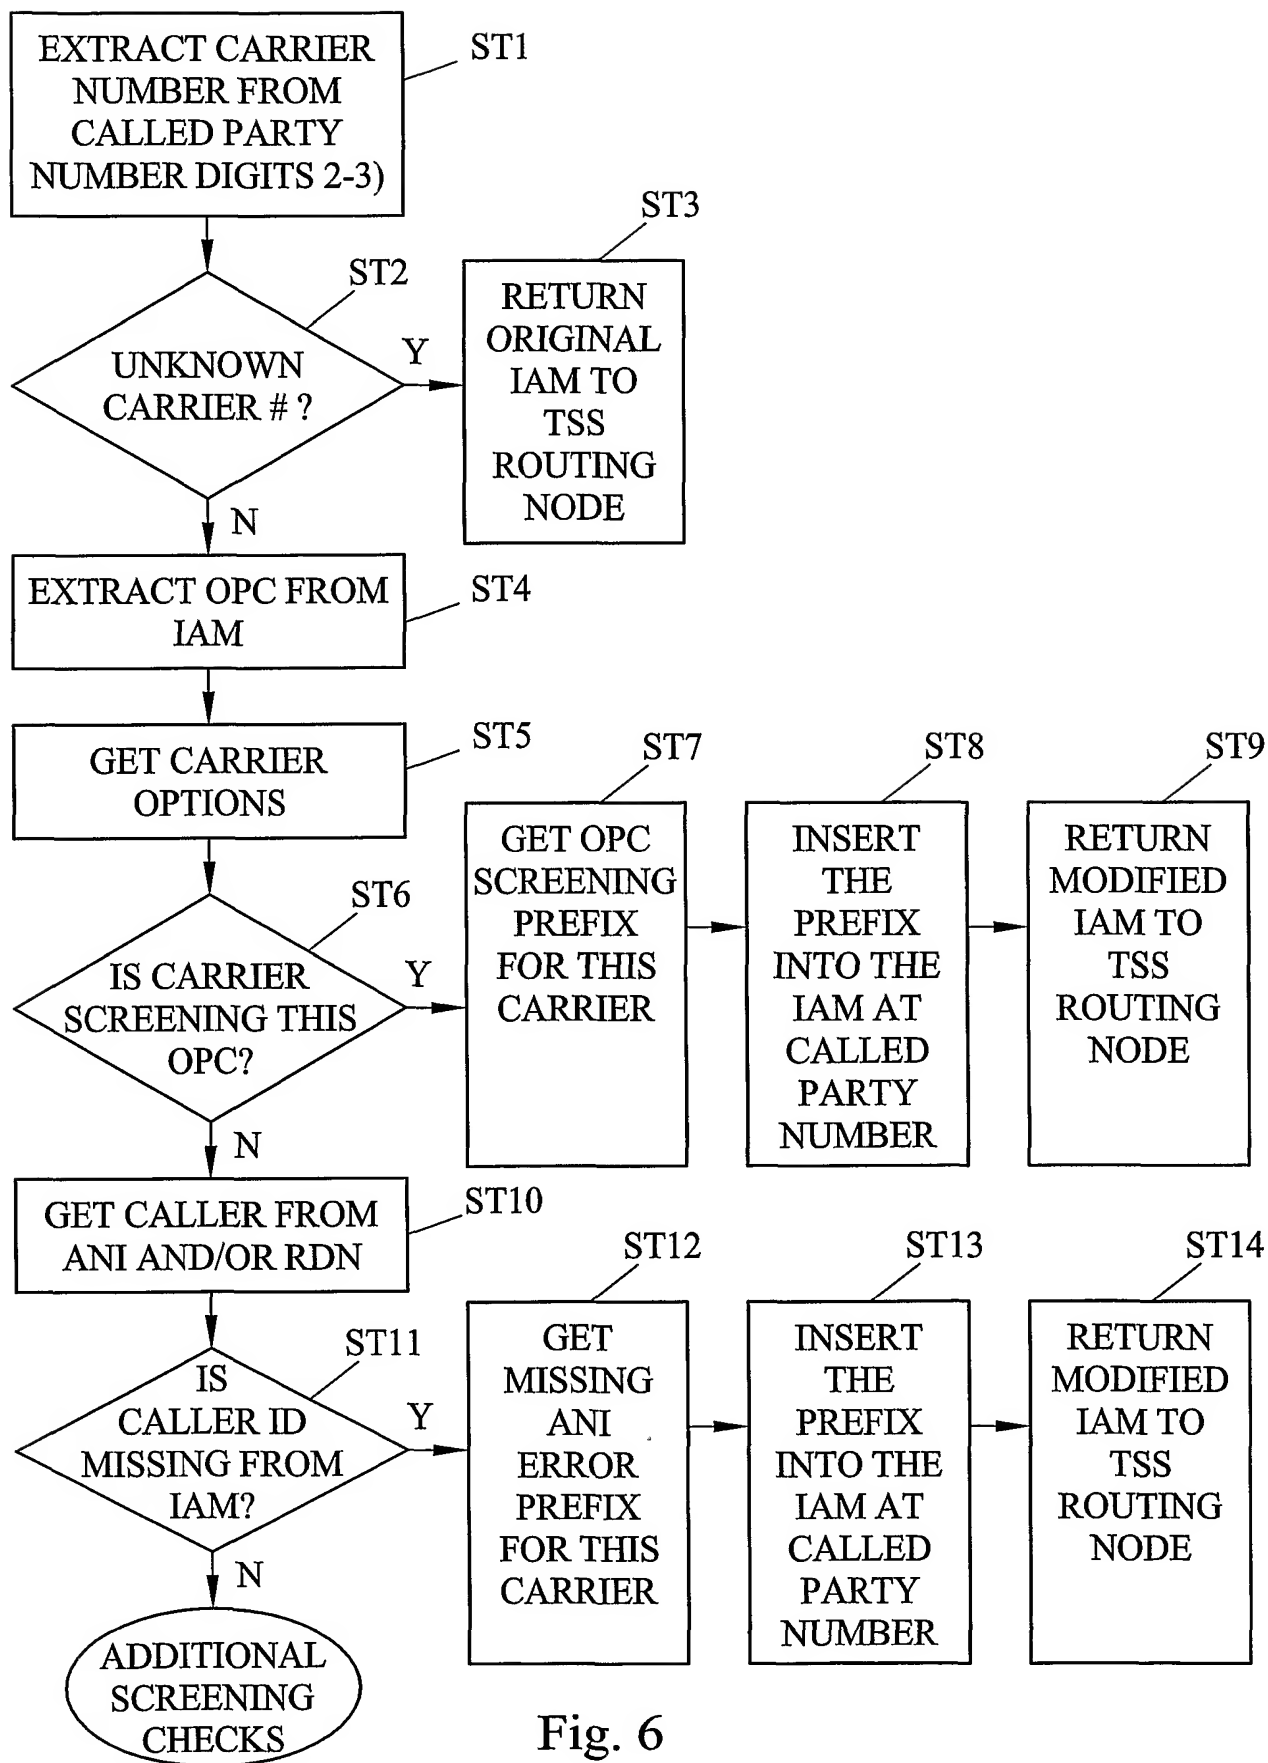 EXTRACT CARRIER
NUMBER FROM
CALLED PARTY
NUMBER DIGITS 2-3)
ST1
UNKNOWN
CARRIER # ?
ST2
Y
N
RETURN
ORIGINAL
IAM TO
TSS
ROUTING
NODE
ST3
EXTRACT OPC FROM
IAM
ST4
GET CARRIER
OPTIONS
ST5
IS CARRIER
SCREENING THIS
OPC?
ST6
Y
N
GET OPC
SCREENING
PREFIX
FOR THIS
CARRIER
ST7
INSERT
THE
PREFIX
INTO THE
IAM AT
CALLED
PARTY
NUMBER
ST8
RETURN
MODIFIED
IAM TO
TSS
ROUTING
NODE
ST9
GET CALLER FROM
ANI AND/OR RDN
ST10
IS
CALLER ID
MISSING FROM
IAM?
ST11
Y
N
GET
MISSING
ANI
ERROR
PREFIX
FOR THIS
CARRIER
ST12
INSERT
THE
PREFIX
INTO THE
IAM AT
CALLED
PARTY
NUMBER
ST13
RETURN
MODIFIED
IAM TO
TSS
ROUTING
NODE
ST14
ADDITIONAL
SCREENING
CHECKS
Fig. 6